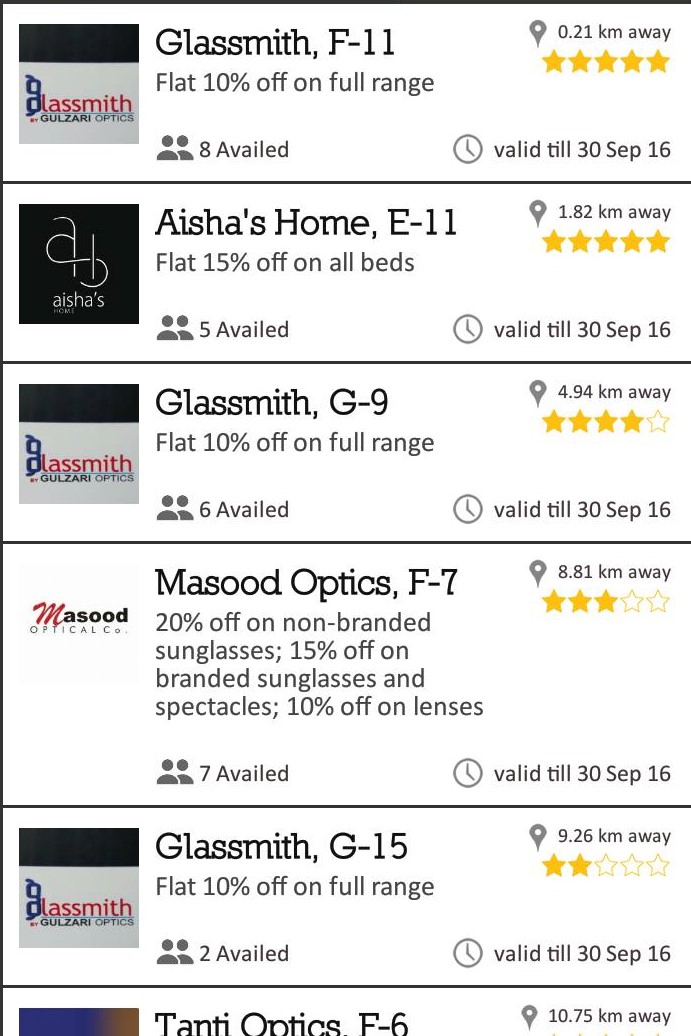 Glassmith, F-11
0.21 km away
Flat 10% off on full range
glassmith
BY GULZARI OPTICS
8 Availed
valid till 30 Sep 16
Aisha's Home, E-11
1.82 km away
Flat 15% off on all beds
aisha's
HOME
5 Availed
valid till 30 Sep 16
Glassmith, G-9
4.94 km away
Flat 10% off on full range
glassmith
BY GULZARI OPTICS
6 Availed
valid till 30 Sep 16
Masood Optics, F-7
8.81 km away
Masood
OPTICAL Co.
20% off on non-branded
sunglasses; 15% off on
branded sunglasses and
spectacles; 10% off on lenses
7 Availed
valid till 30 Sep 16
Glassmith, G-15
9.26 km away
Flat 10% off on full range
glassmith
BY GULZARI OPTICS
2 Availed
valid till 30 Sep 16
Tanti Optics, F-6
10.75 km away